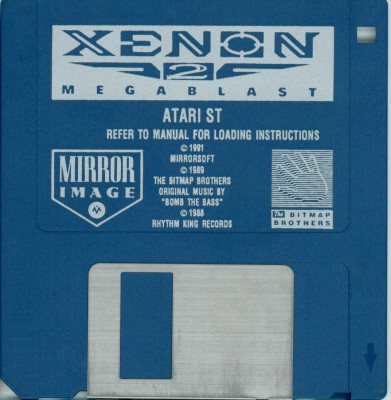 XENON
2
MEGABLAST
ATARI ST
REFER TO MANUAL FOR LOADING INSTRUCTIONS
© 1991
MIRRORSOFT
© 1989
THE BITMAP BROTHERS
ORIGINAL MUSIC BY
"BOMB THE BASS"
© 1988
RHYTHM KING RECORDS
MIRROR
IMAGE
The BITMAP
BROTHERS